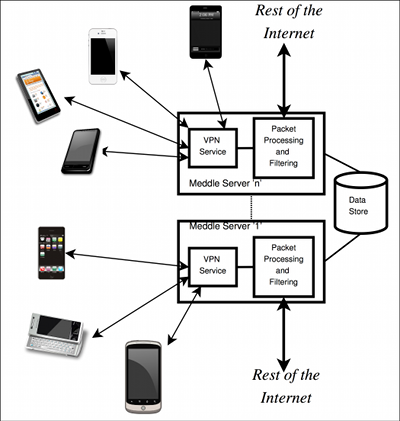 Rest of the
Internet
VPN
Service
Packet
Processing
and
Filtering
Meddle Server 'n'
Data
Store
Meddle Server '1'
VPN
Service
Packet
Processing
and
Filtering
Rest of the
Internet